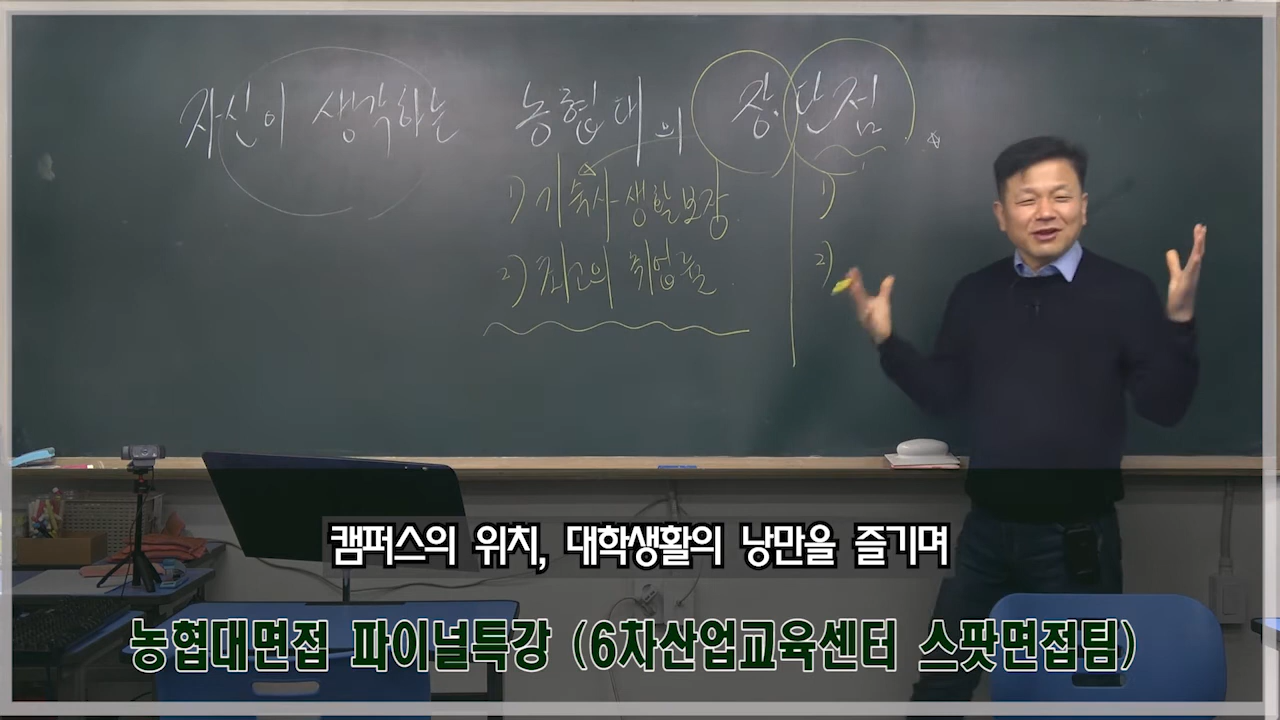 자신이 생각하는 농협대의 장.단점
1) 기숙사 생활보장.
2) 최고의 취업률.
1)
2)
캠퍼스의 위치, 대학생활의 낭만을 즐기며
농협대면접 파이널특강 (6차산업교육센터 스팟면접팀)